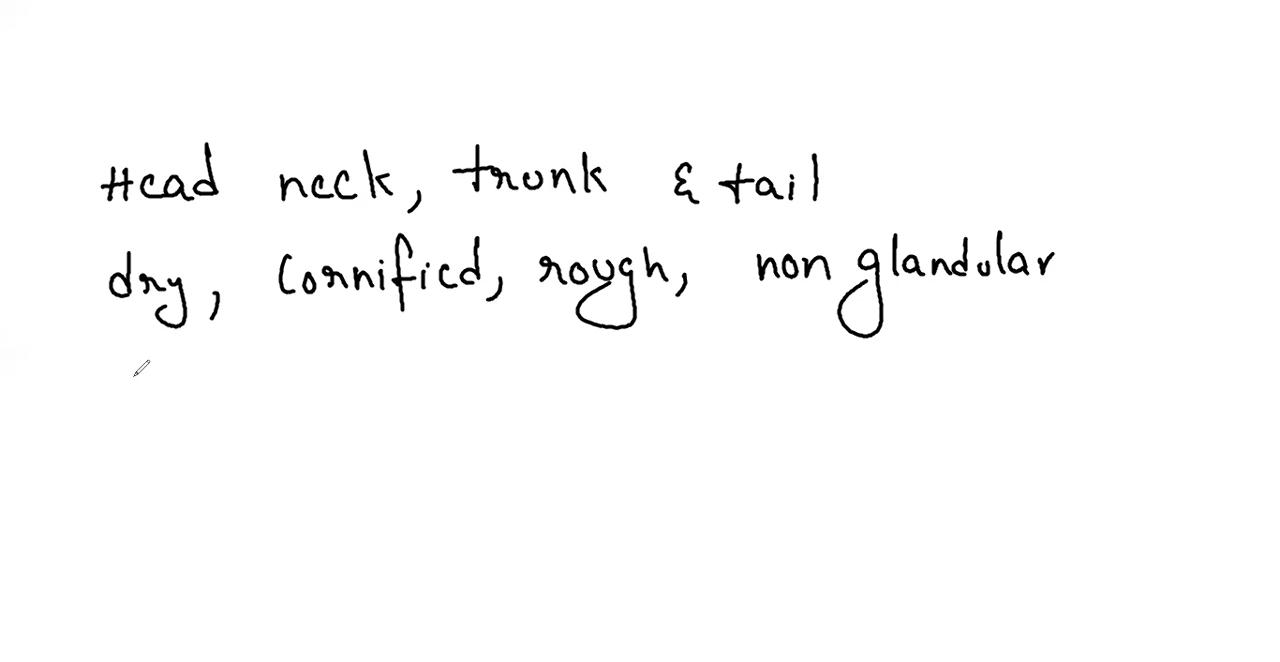 Head neck, trunk & tail
dry, cornified, rough, non glandular